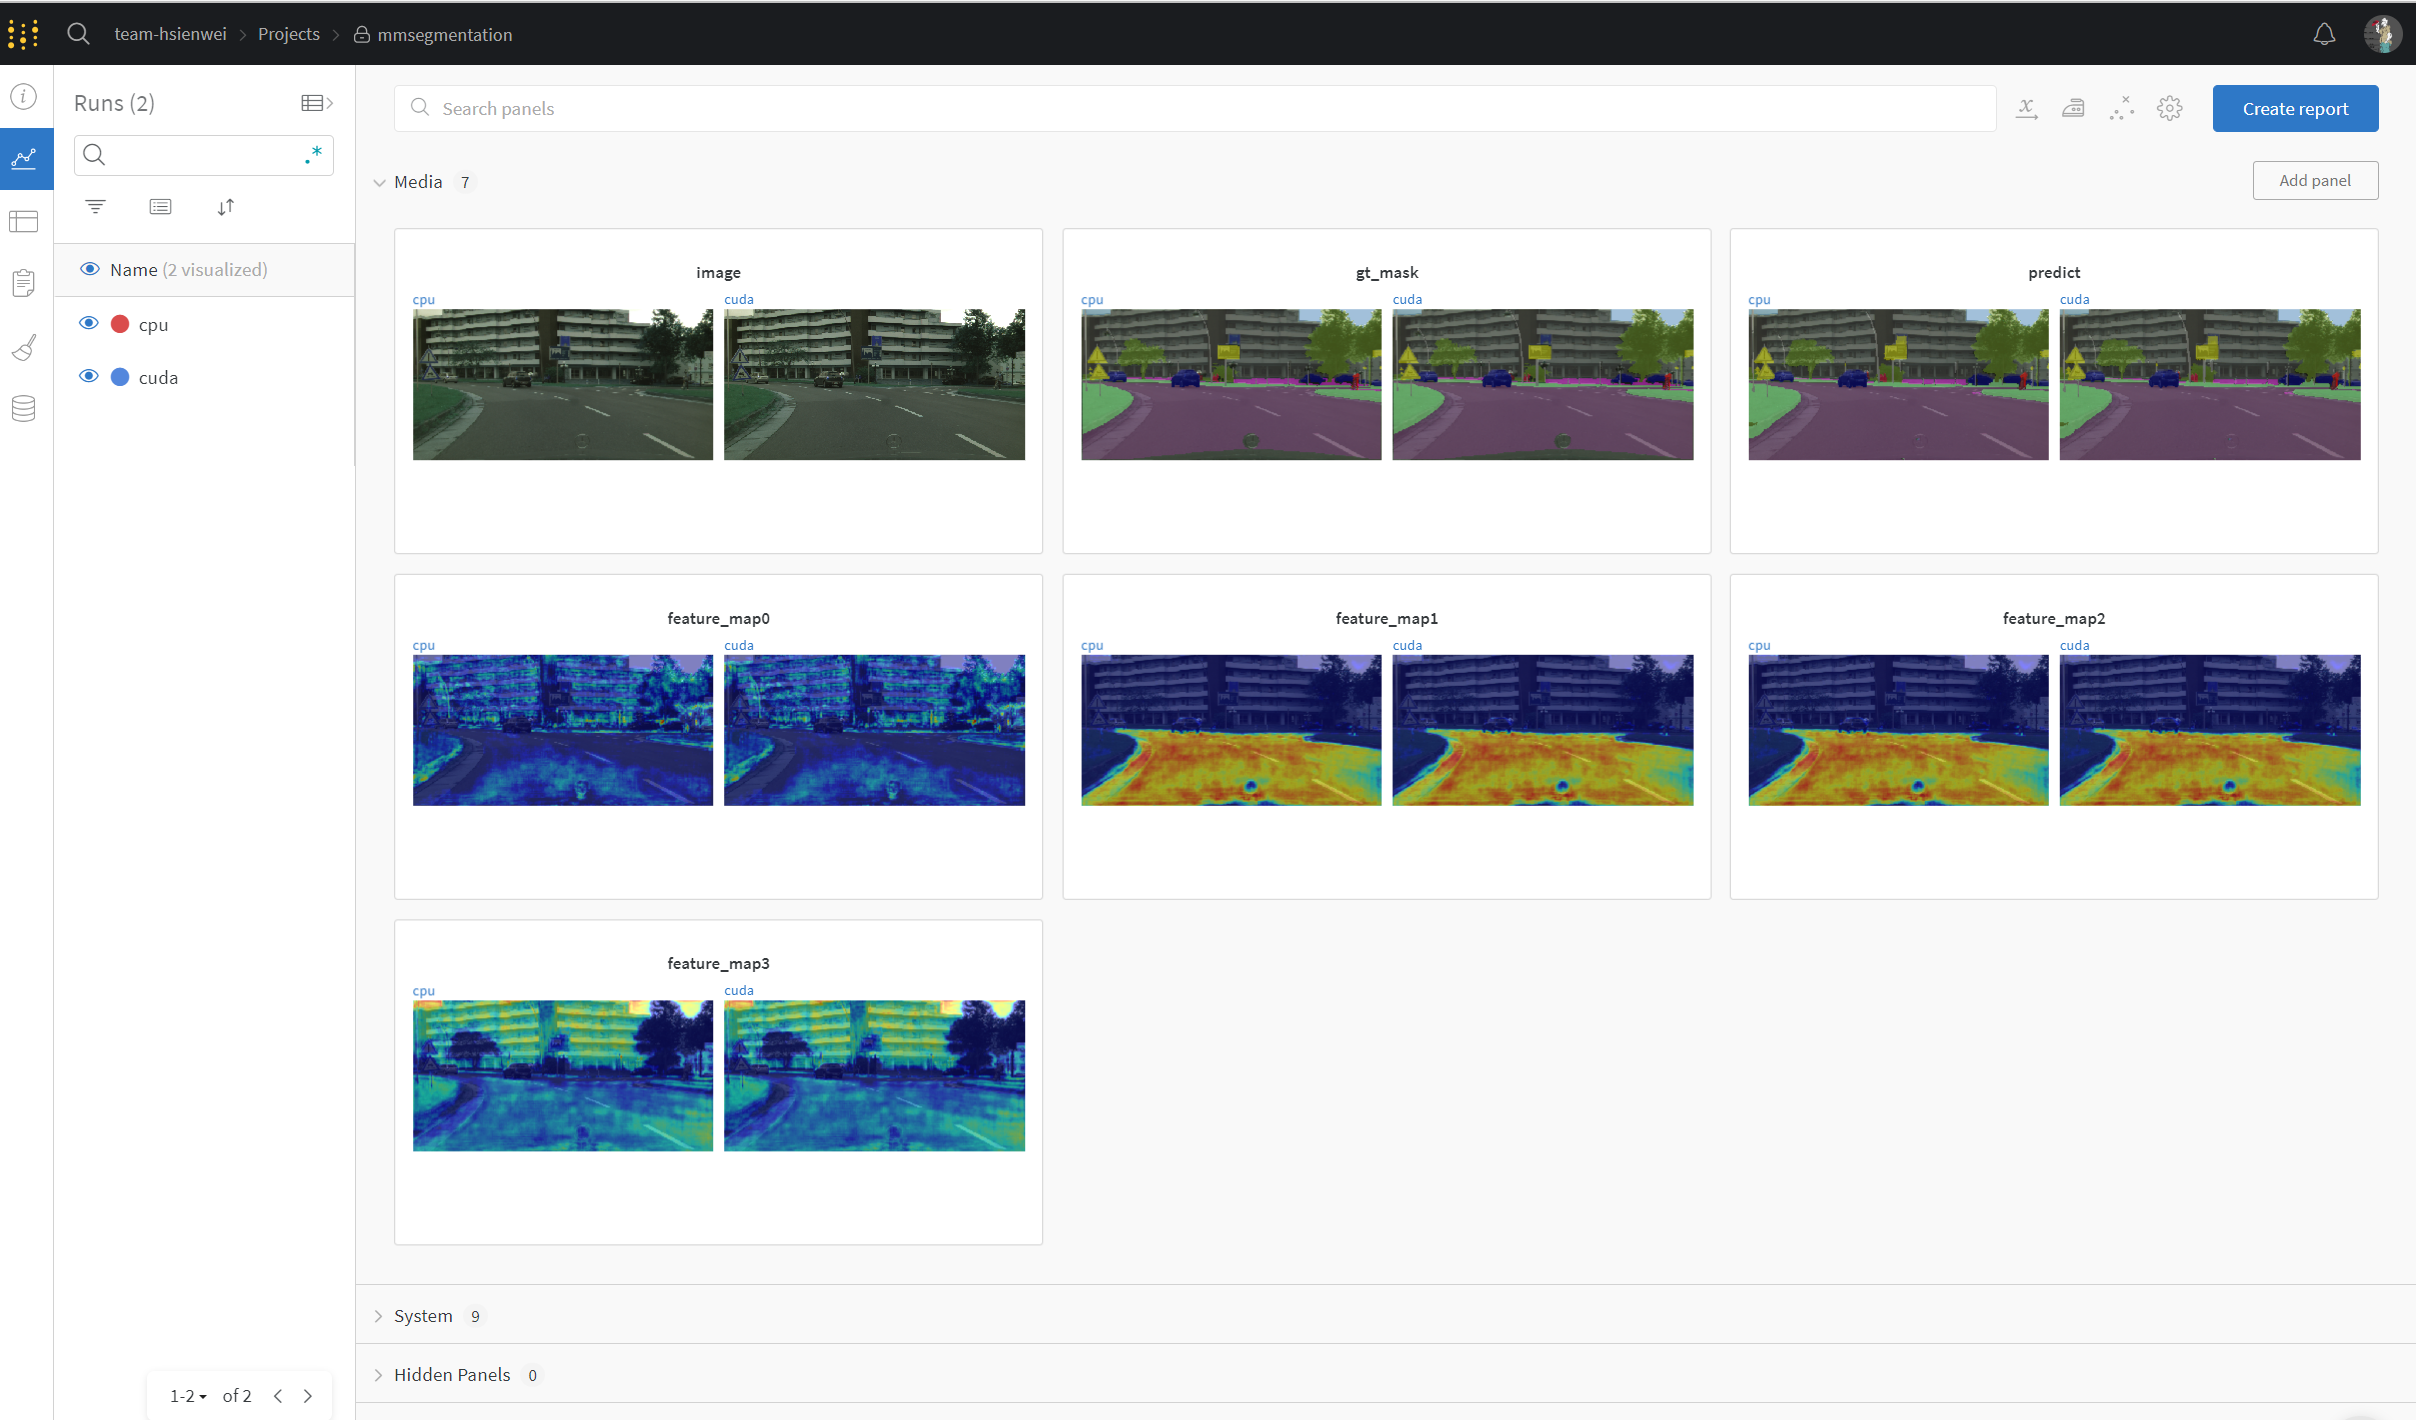 team-hsienwei > Projects > mmsegmentation
Runs (2)
.*
Name (2 visualized)
cpu
cuda
1-2 of 2
Search panels
Create report
Media 7
Add panel
image
cpu cuda
gt_mask
cpu cuda
predict
cpu cuda
feature_map0
cpu cuda
feature_map1
cpu cuda
feature_map2
cpu cuda
feature_map3
cpu cuda
System 9
Hidden Panels 0